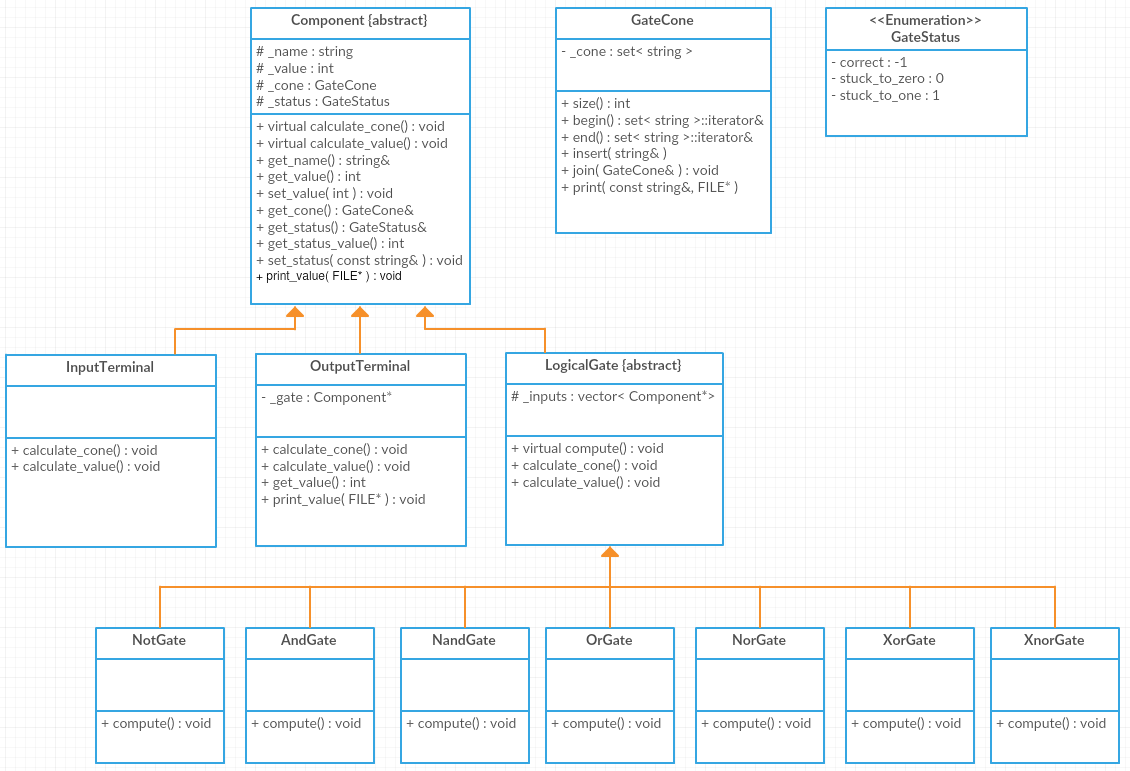 Component {abstract}
# _name : string
# _value : int
# _cone : GateCone
# _status : GateStatus
+ virtual calculate_cone() : void
+ virtual calculate_value() : void
+ get_name() : string&
+ get_value() : int
+ set_value( int ) : void
+ get_cone() : GateCone&
+ get_status() : GateStatus&
+ get_status_value() : int
+ set_status( const string& ) : void
+ print_value( FILE* ) : void
GateCone
- _cone : set< string >
+ size() : int
+ begin() : set< string >::iterator&
+ end() : set< string >::iterator&
+ insert( string& )
+ join( GateCone& ) : void
+ print( const string&, FILE* )
<<Enumeration>>
GateStatus
- correct : -1
- stuck_to_zero : 0
- stuck_to_one : 1
InputTerminal
+ calculate_cone() : void
+ calculate_value() : void
OutputTerminal
- _gate : Component*
+ calculate_cone() : void
+ calculate_value() : void
+ get_value() : int
+ print_value( FILE* ) : void
LogicalGate {abstract}
# _inputs : vector< Component*>
+ virtual compute() : void
+ calculate_cone() : void
+ calculate_value() : void
NotGate
+ compute() : void
AndGate
+ compute() : void
NandGate
+ compute() : void
OrGate
+ compute() : void
NorGate
+ compute() : void
XorGate
+ compute() : void
XnorGate
+ compute() : void